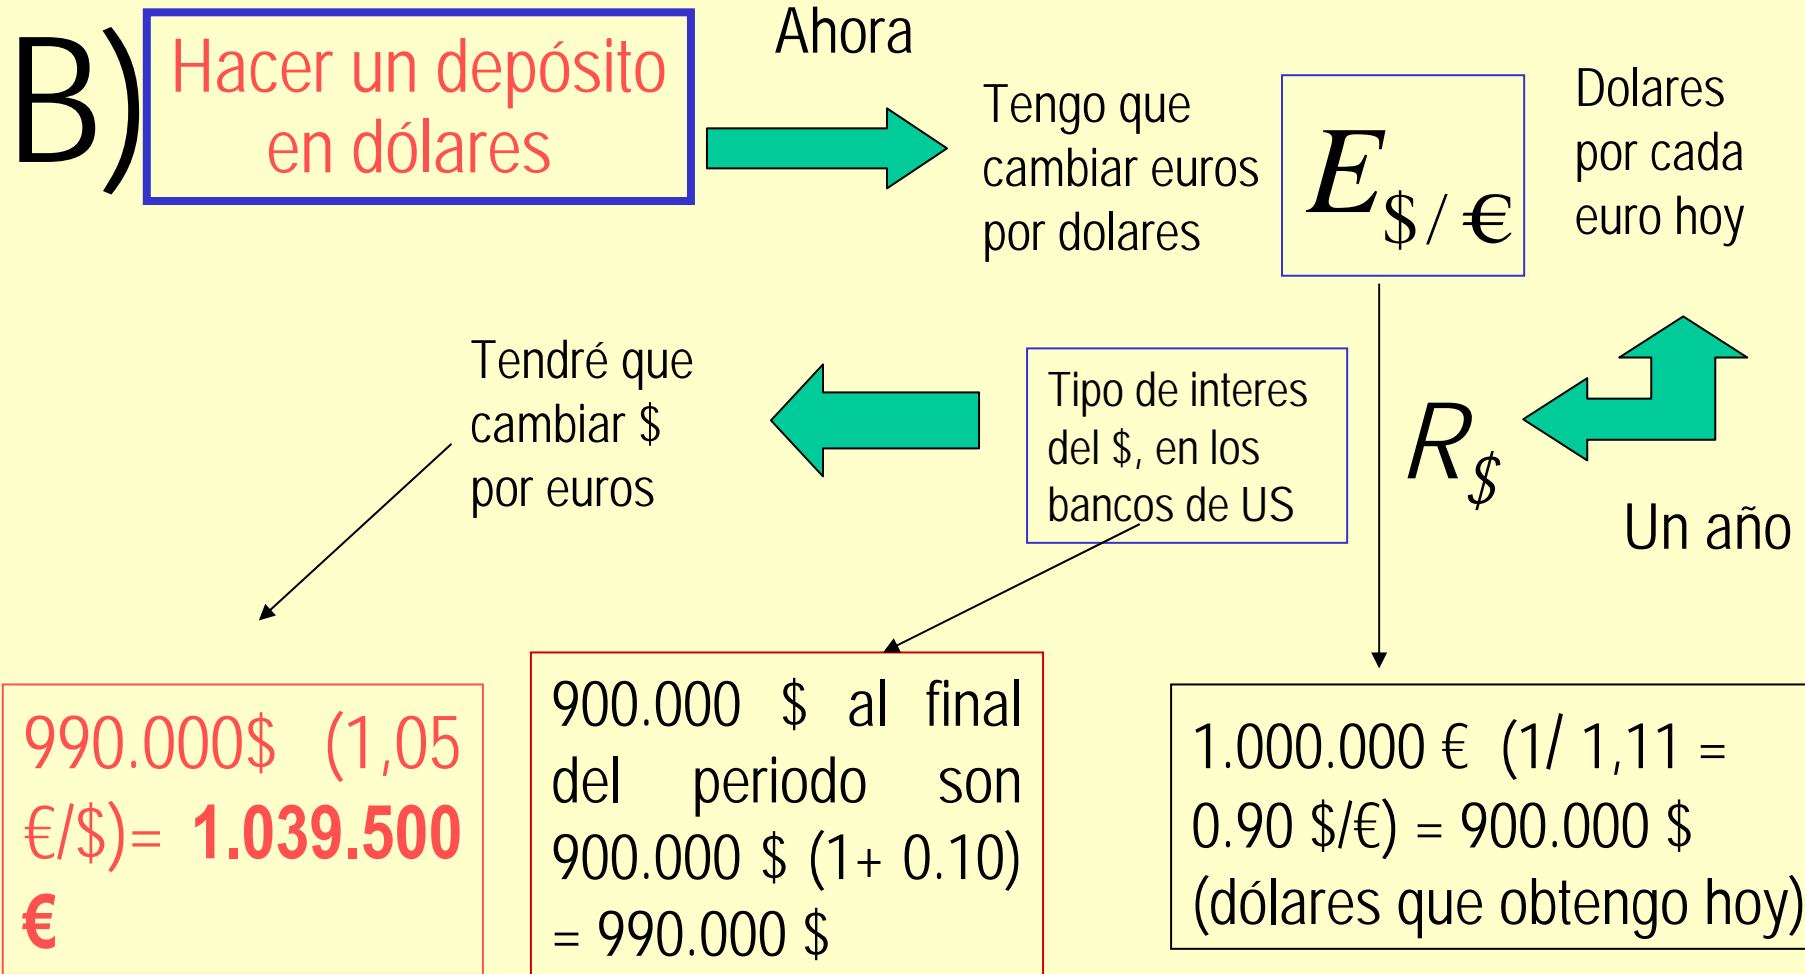 B)
Hacer un depósito
en dólares
Ahora
Tengo que
cambiar euros
por dolares
E$/€
Dolares
por cada
euro hoy
Un año
R$
Tipo de interes
del $, en los
bancos de US
Tendré que
cambiar $
por euros
1.000.000 € (1/ 1,11 =
0.90 $/€) = 900.000 $
(dólares que obtengo hoy)
900.000 $ al final
del periodo son
900.000 $ (1+ 0.10)
= 990.000 $
990.000$ (1,05
€/$)= 1.039.500
€